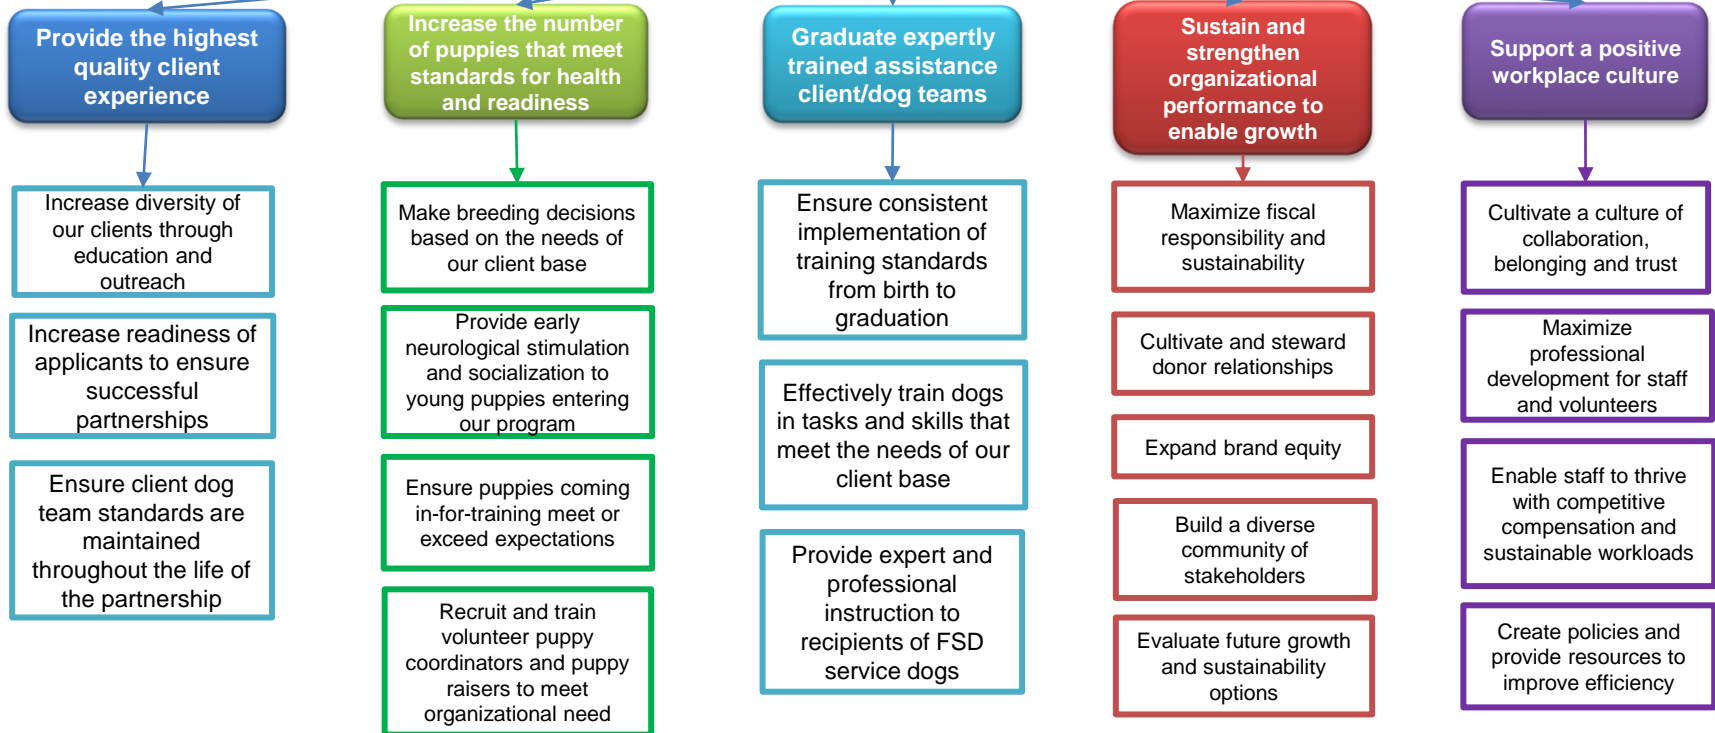 Provide the highest
quality client
experience
Increase diversity of
our clients through
education and
outreach
Increase readiness of
applicants to ensure
successful
partnerships
Ensure client dog
team standards are
maintained
throughout the life of
the partnership
Increase the number
of puppies that meet
standards for health
and readiness
Make breeding decisions
based on the needs of
our client base
Provide early
neurological stimulation
and socialization to
young puppies entering
our program
Ensure puppies coming
in-for-training meet or
exceed expectations
Recruit and train
volunteer puppy
coordinators and puppy
raisers to meet
organizational need
Graduate expertly
trained assistance
client/dog teams
Ensure consistent
implementation of
training standards
from birth to
graduation
Effectively train dogs
in tasks and skills that
meet the needs of our
client base
Provide expert and
professional
instruction to
recipients of FSD
service dogs
Sustain and
strengthen
organizational
performance to
enable growth
Maximize fiscal
responsibility and
sustainability
Cultivate and steward
donor relationships
Expand brand equity
Build a diverse
community of
stakeholders
Evaluate future growth
and sustainability
options
Support a positive
workplace culture
Cultivate a culture of
collaboration,
belonging and trust
Maximize
professional
development for staff
and volunteers
Enable staff to thrive
with competitive
compensation and
sustainable workloads
Create policies and
provide resources to
improve efficiency